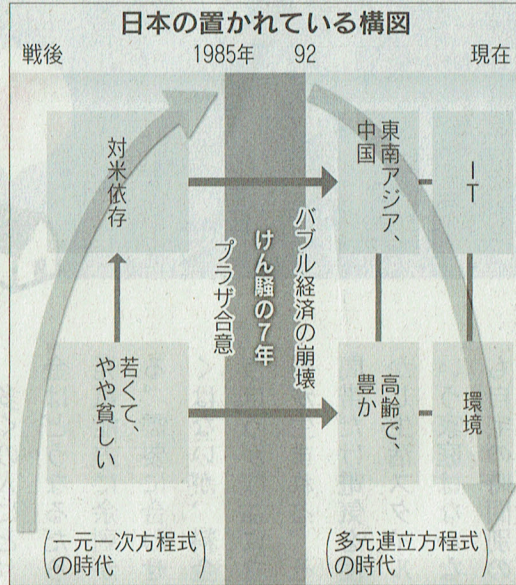 日本の置かれている構図
戦後
1985年
92
現在
対米依存
若くて、
やや貧しい
プラザ合意
けん騒の7年
バブル経済の崩壊
東南アジア、
中国
IT
高齢で、
豊か
環境
(一元一次方程式
の時代)
(多元連立方程式
の時代)